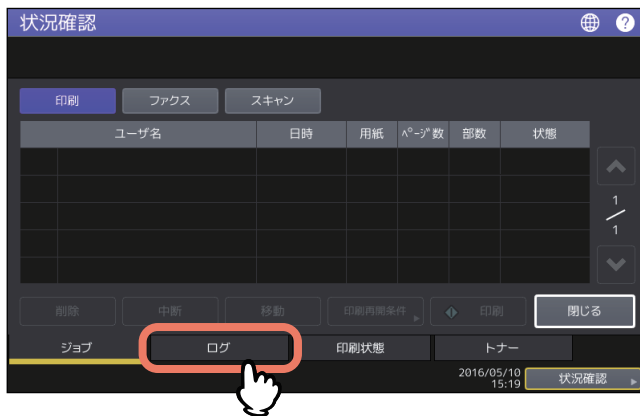 状況確認
?
印刷 ファクス スキャン
ユーザ名 日時 用紙 ページ数 部数 状態
1
1
削除 中断 移動 印刷再開条件 印刷 閉じる
ジョブ ログ 印刷状態 トナー
2016/05/10
15:19
状況確認